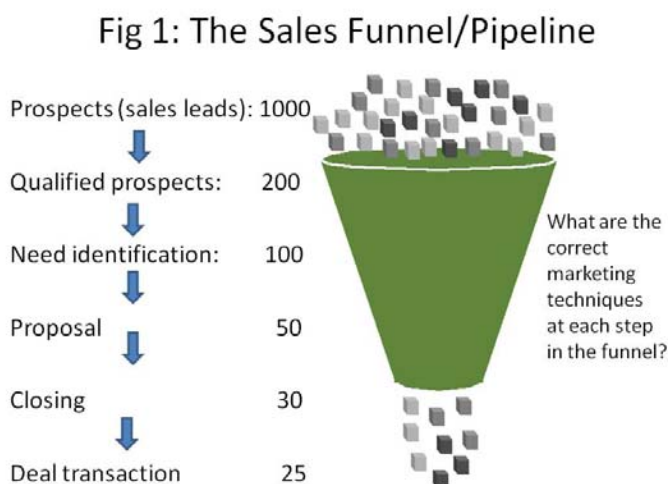 Fig 1: The Sales Funnel/Pipeline
Prospects (sales leads): 1000
Qualified prospects: 200
Need identification: 100
Proposal 50
Closing 30
Deal transaction 25
What are the
correct
marketing
techniques
at each step
in the funnel?